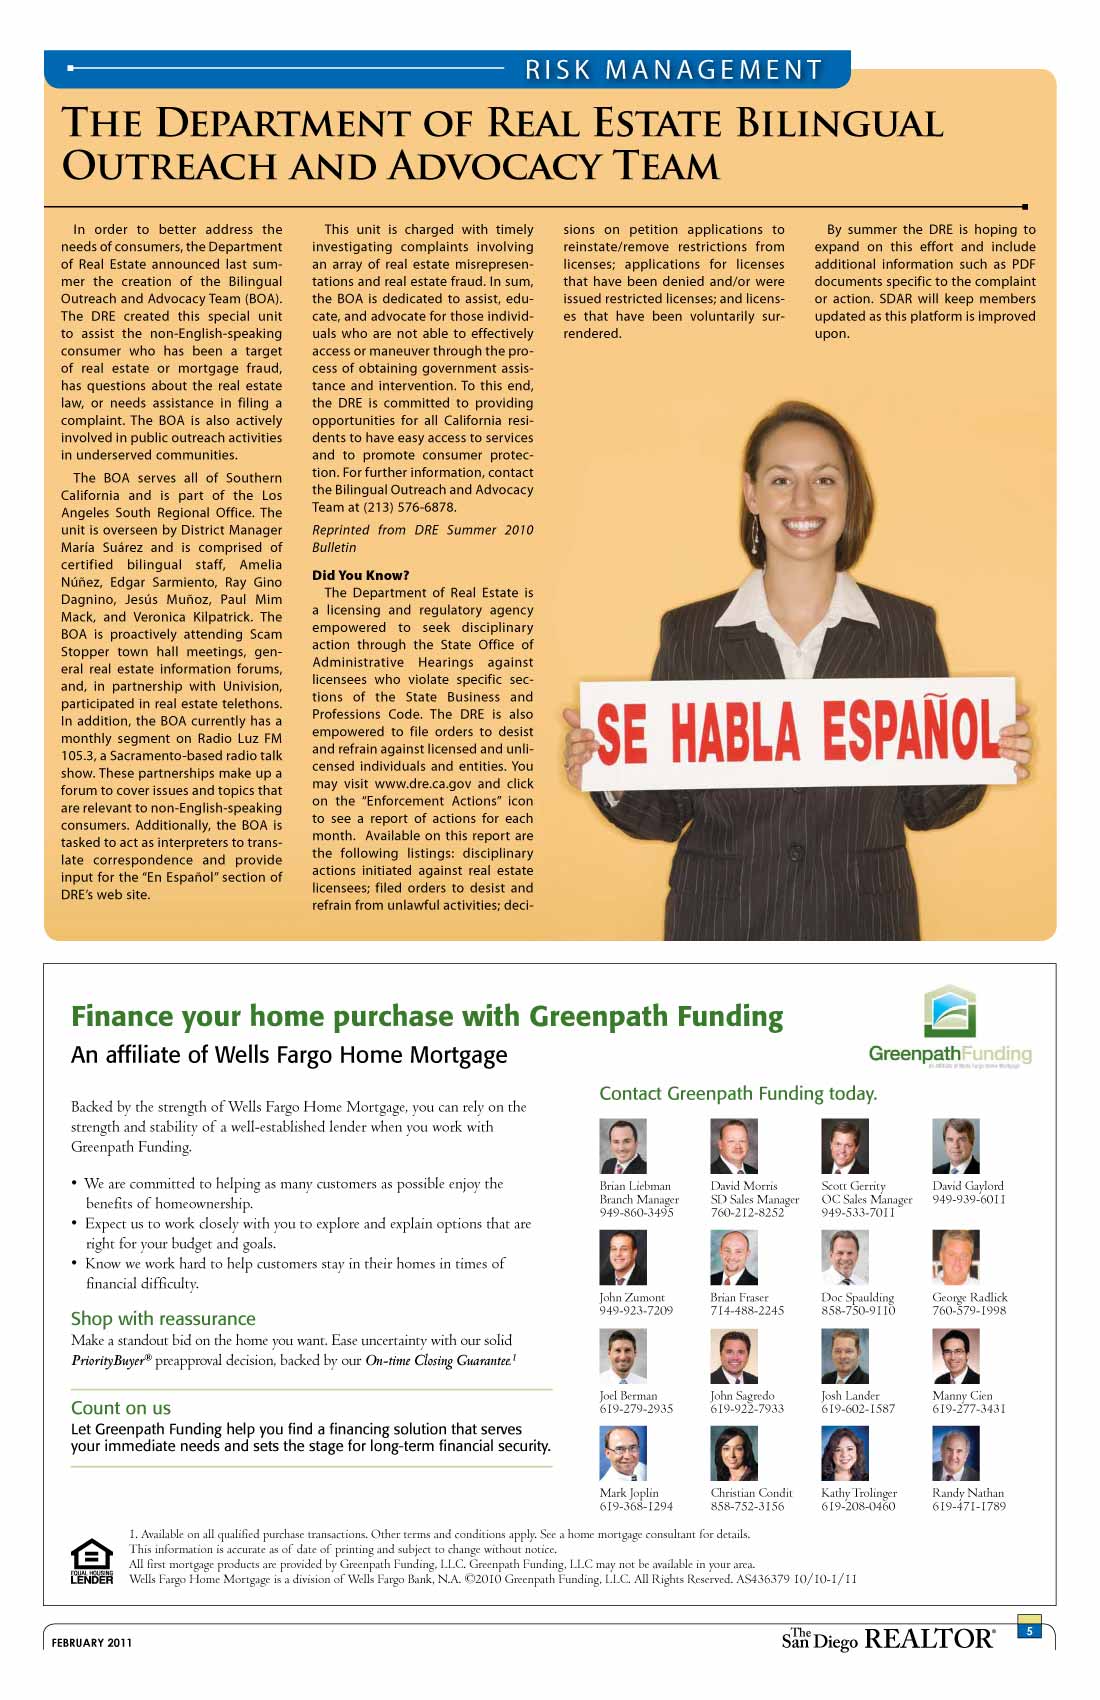 RISK MANAGEMENT
THE DEPARTMENT OF REAL ESTATE BILINGUAL
OUTREACH AND ADVOCACY TEAM
In order to better address the
needs of consumers, the Department
of Real Estate announced last sum-
mer the creation of the Bilingual
Outreach and Advocacy Team (BOA).
The DRE created this special unit
to assist the non-English-speaking
consumer who has been a target
of real estate or mortgage fraud,
has questions about the real estate
law, or needs assistance in filing a
complaint. The BOA is also actively
involved in public outreach activities
in underserved communities.
The BOA serves all of Southern
California and is part of the Los
Angeles South Regional Office. The
unit is overseen by District Manager
María Suárez and is comprised of
certified bilingual staff, Amelia
Núñez, Edgar Sarmiento, Ray Gino
Dagnino, Jesús Muñoz, Paul Mim
Mack, and Veronica Kilpatrick. The
BOA is proactively attending Scam
Stopper town hall meetings, gen-
eral real estate information forums,
and, in partnership with Univision,
participated in real estate telethons.
In addition, the BOA currently has a
monthly segment on Radio Luz FM
105.3, a Sacramento-based radio talk
show. These partnerships make up a
forum to cover issues and topics that
are relevant to non-English-speaking
consumers. Additionally, the BOA is
tasked to act as interpreters to trans-
late correspondence and provide
input for the “En Español” section of
DRE’s web site.
This unit is charged with timely
investigating complaints involving
an array of real estate misrepresen-
tations and real estate fraud. In sum,
the BOA is dedicated to assist, edu-
cate, and advocate for those individ-
uals who are not able to effectively
access or maneuver through the pro-
cess of obtaining government assis-
tance and intervention. To this end,
the DRE is committed to providing
opportunities for all California resi-
dents to have easy access to services
and to promote consumer protec-
tion. For further information, contact
the Bilingual Outreach and Advocacy
Team at (213) 576-6878.
Reprinted from DRE Summer 2010
Bulletin
Did You Know?
The Department of Real Estate is
a licensing and regulatory agency
empowered to seek disciplinary
action through the State Office of
Administrative Hearings against
licensees who violate specific sec-
tions of the State Business and
Professions Code. The DRE is also
empowered to file orders to desist
and refrain against licensed and unli-
censed individuals and entities. You
may visit www.dre.ca.gov and click
on the “Enforcement Actions” icon
to see a report of actions for each
month. Available on this report are
the following listings: disciplinary
actions initiated against real estate
licensees; filed orders to desist and
refrain from unlawful activities; deci-
sions on petition applications to
reinstate/remove restrictions from
licenses; applications for licenses
that have been denied and/or were
issued restricted licenses; and licens-
es that have been voluntarily sur-
rendered.
By summer the DRE is hoping to
expand on this effort and include
additional information such as PDF
documents specific to the complaint
or action. SDAR will keep members
updated as this platform is improved
upon.
SE HABLA ESPAÑOL
Finance your home purchase with Greenpath Funding
An affiliate of Wells Fargo Home Mortgage
GreenpathFunding
An Affiliate of Wells Fargo Home Mortgage
Backed by the strength of Wells Fargo Home Mortgage, you can rely on the
strength and stability of a well-established lender when you work with
Greenpath Funding.
• We are committed to helping as many customers as possible enjoy the
benefits of homeownership.
• Expect us to work closely with you to explore and explain options that are
right for your budget and goals.
• Know we work hard to help customers stay in their homes in times of
financial difficulty.
Shop with reassurance
Make a standout bid on the home you want. Ease uncertainty with our solid
PriorityBuyer® preapproval decision, backed by our On-time Closing Guarantee.1
Count on us
Let Greenpath Funding help you find a financing solution that serves
your immediate needs and sets the stage for long-term financial security.
Contact Greenpath Funding today.
Brian Liebman
Branch Manager
949-860-3495
David Morris
SD Sales Manager
760-212-8252
Scott Gerrity
OC Sales Manager
949-533-7011
David Gaylord
949-939-6011
John Zumont
949-923-7209
Brian Fraser
714-488-2245
Doc Spaulding
858-750-9110
George Radlick
760-579-1998
Joel Berman
619-279-2935
John Sagredo
619-922-7933
Josh Lander
619-602-1587
Manny Cien
619-277-3431
Mark Joplin
619-368-1294
Christian Condit
858-752-3156
Kathy Trolinger
619-208-0460
Randy Nathan
619-471-1789
EQUAL HOUSING
LENDER
1. Available on all qualified purchase transactions. Other terms and conditions apply. See a home mortgage consultant for details.
This information is accurate as of date of printing and subject to change without notice.
All first mortgage products are provided by Greenpath Funding, LLC. Greenpath Funding, LLC may not be available in your area.
Wells Fargo Home Mortgage is a division of Wells Fargo Bank, N.A. ©2010 Greenpath Funding, LLC. All Rights Reserved. AS436379 10/10-1/11
FEBRUARY 2011
The San Diego REALTOR®
5